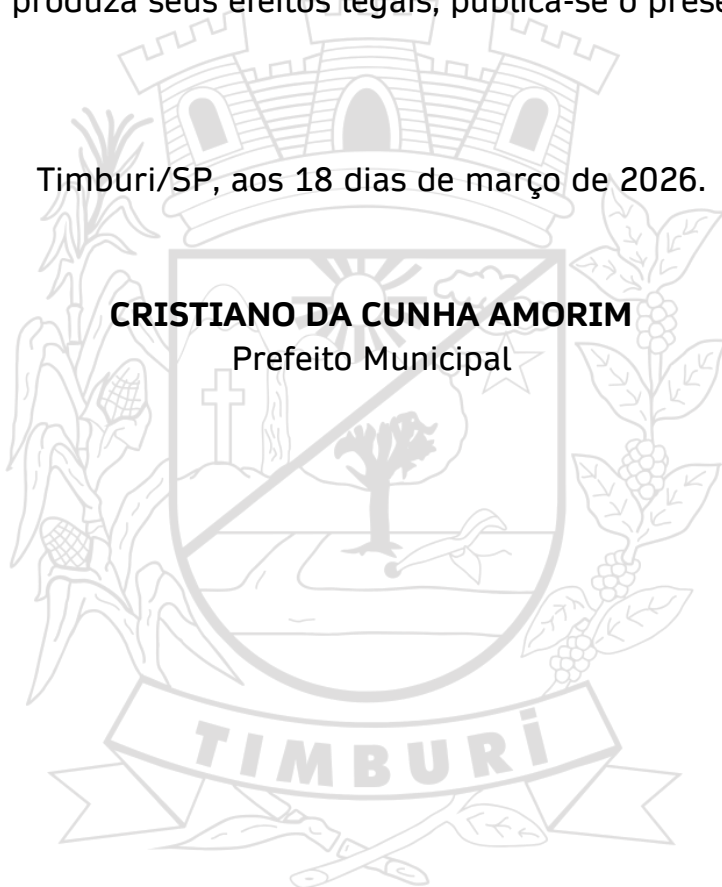 produza seus efeitos legais, publica-se o prese
Timburi/SP, aos 18 dias de março de 2026.
CRISTIANO DA CUNHA AMORIM
Prefeito Municipal
TIMBURI